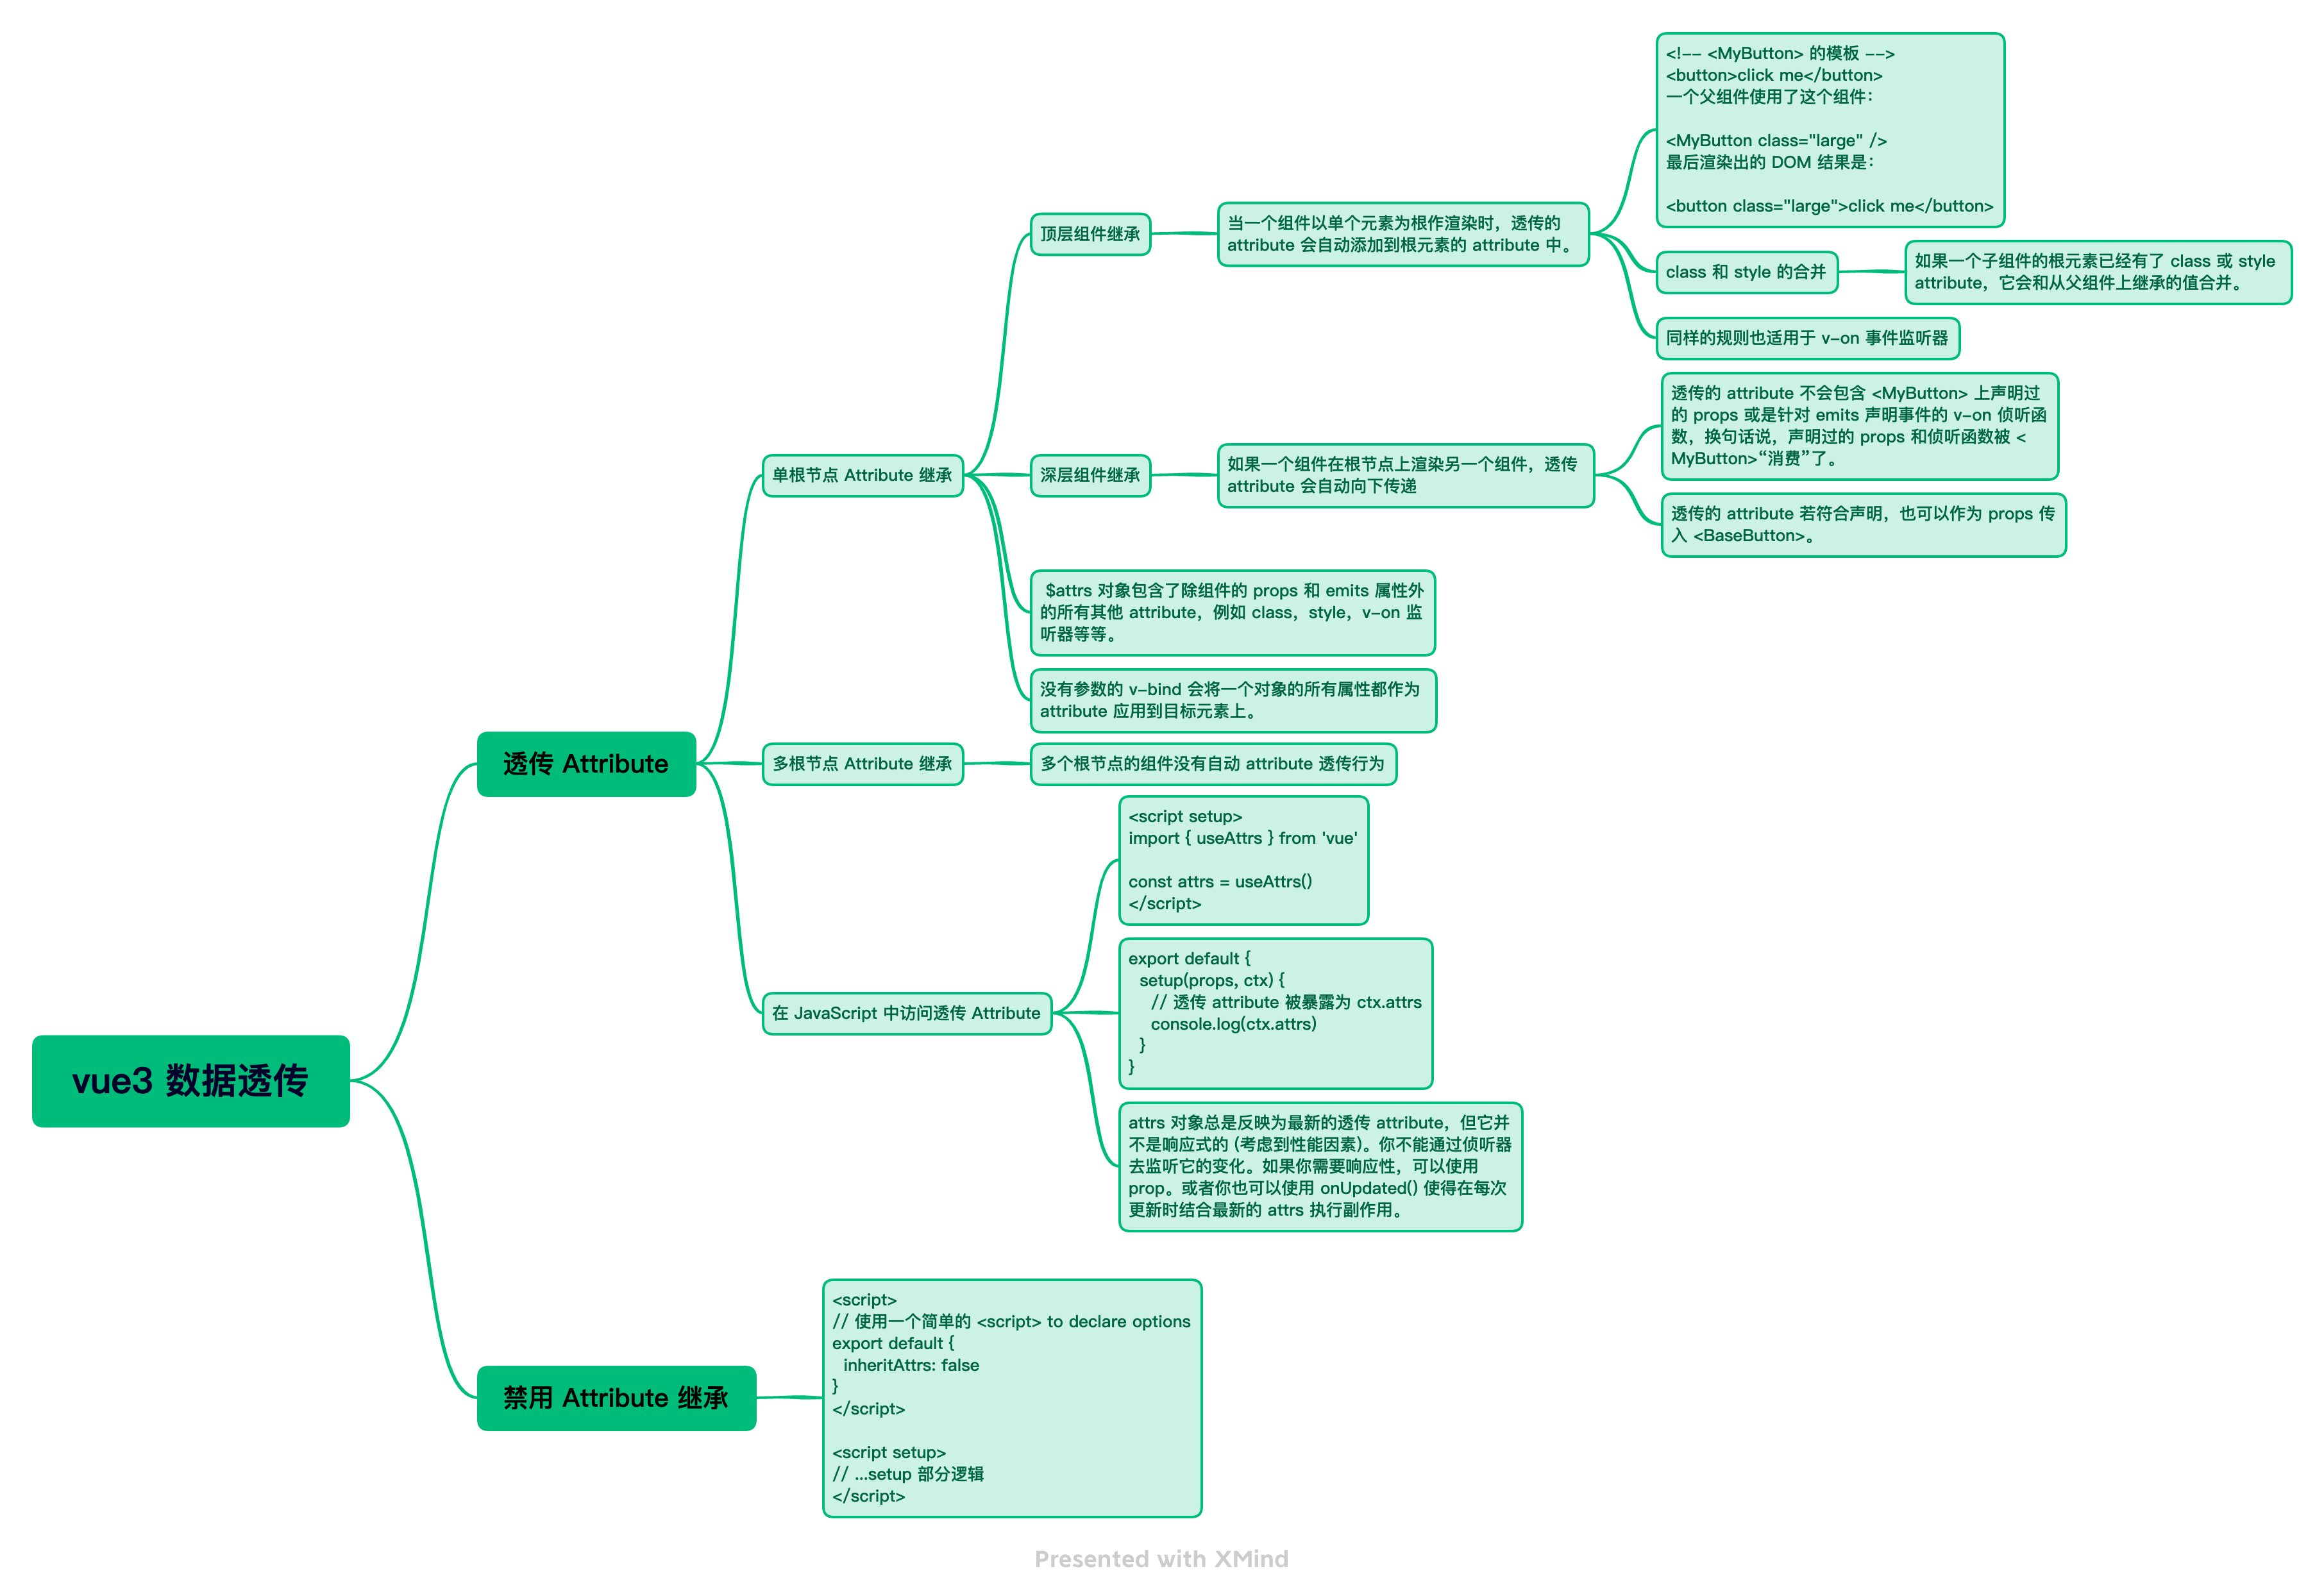 vue3 数据透传
透传 Attribute
单根节点 Attribute 继承
顶层组件继承
当一个组件以单个元素为根作渲染时，透传的
attribute 会自动添加到根元素的 attribute 中。
<!-- <MyButton> 的模板 -->
<button>click me</button>
一个父组件使用了这个组件：
<MyButton class="large" />
最后渲染出的 DOM 结果是：
<button class="large">click me</button>
class 和 style 的合并
如果一个子组件的根元素已经有了 class 或 style
attribute，它会和从父组件上继承的值合并。
同样的规则也适用于 v-on 事件监听器
深层组件继承
如果一个组件在根节点上渲染另一个组件，透传
attribute 会自动向下传递
透传的 attribute 不会包含 <MyButton> 上声明过
的 props 或是针对 emits 声明事件的 v-on 侦听函
数，换句话说，声明过的 props 和侦听函数被 <
MyButton>“消费”了。
透传的 attribute 若符合声明，也可以作为 props 传
入 <BaseButton>。
$attrs 对象包含了除组件的 props 和 emits 属性外
的所有其他 attribute，例如 class，style，v-on 监
听器等等。
没有参数的 v-bind 会将一个对象的所有属性都作为
attribute 应用到目标元素上。
多根节点 Attribute 继承
多个根节点的组件没有自动 attribute 透传行为
在 JavaScript 中访问透传 Attribute
<script setup>
import { useAttrs } from 'vue'
const attrs = useAttrs()
</script>
export default {
setup(props, ctx) {
// 透传 attribute 被暴露为 ctx.attrs
console.log(ctx.attrs)
}
}
attrs 对象总是反映为最新的透传 attribute，但它并
不是响应式的 (考虑到性能因素)。你不能通过侦听器
去监听它的变化。如果你需要响应性，可以使用
prop。或者你也可以使用 onUpdated() 使得在每次
更新时结合最新的 attrs 执行副作用。
禁用 Attribute 继承
<script>
// 使用一个简单的 <script> to declare options
export default {
inheritAttrs: false
}
</script>
<script setup>
// ...setup 部分逻辑
</script>
Presented with XMind